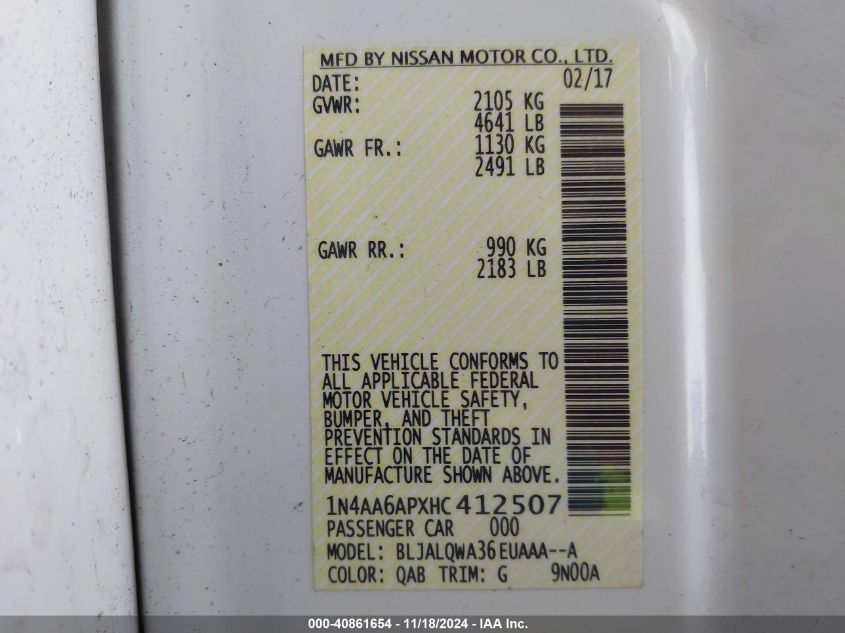 MFD BY NISSAN MOTOR CO., LTD.
DATE: 02/17
GVWR: 2105 KG
4641 LB
GAWR FR.: 1130 KG
2491 LB
GAWR RR.: 990 KG
2183 LB
THIS VEHICLE CONFORMS TO
ALL APPLICABLE FEDERAL
MOTOR VEHICLE SAFETY,
BUMPER, AND THEFT
PREVENTION STANDARDS IN
EFFECT ON THE DATE OF
MANUFACTURE SHOWN ABOVE.
1N4AA6APXHC412507
PASSENGER CAR 000
MODEL: BLJALQWA36EUAAA--A
COLOR: QAB TRIM: G 9N00A
000-40861654 - 11/18/2024 - IAA Inc.